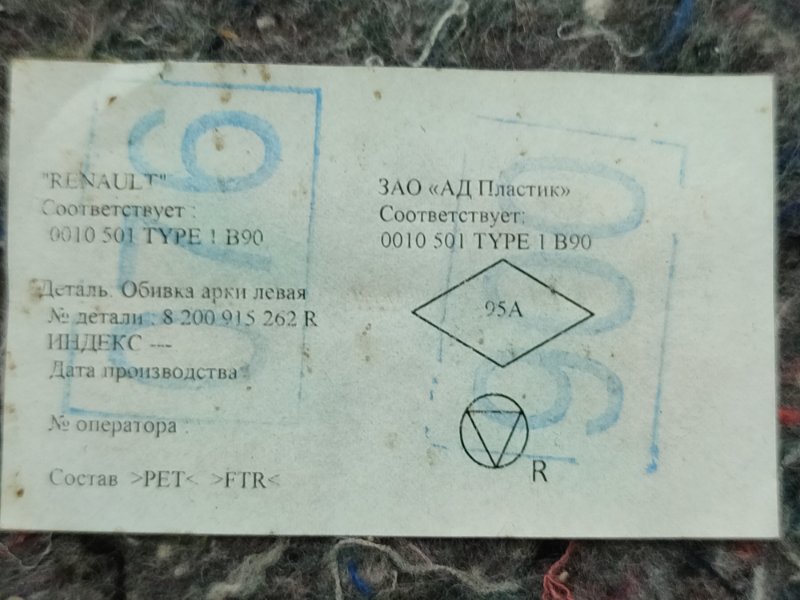 "RENAULT"
Соответствует :
0010 501 TYPE 1 B90
Деталь. Обивка арки левая
№ детали : 8 200 915 262 R
ИНДЕКС ---
Дата производства
№ оператора
Состав >PET< >FTR<
ЗАО «АД Пластик»
Соответствует:
0010 501 TYPE 1 B90
95A
R